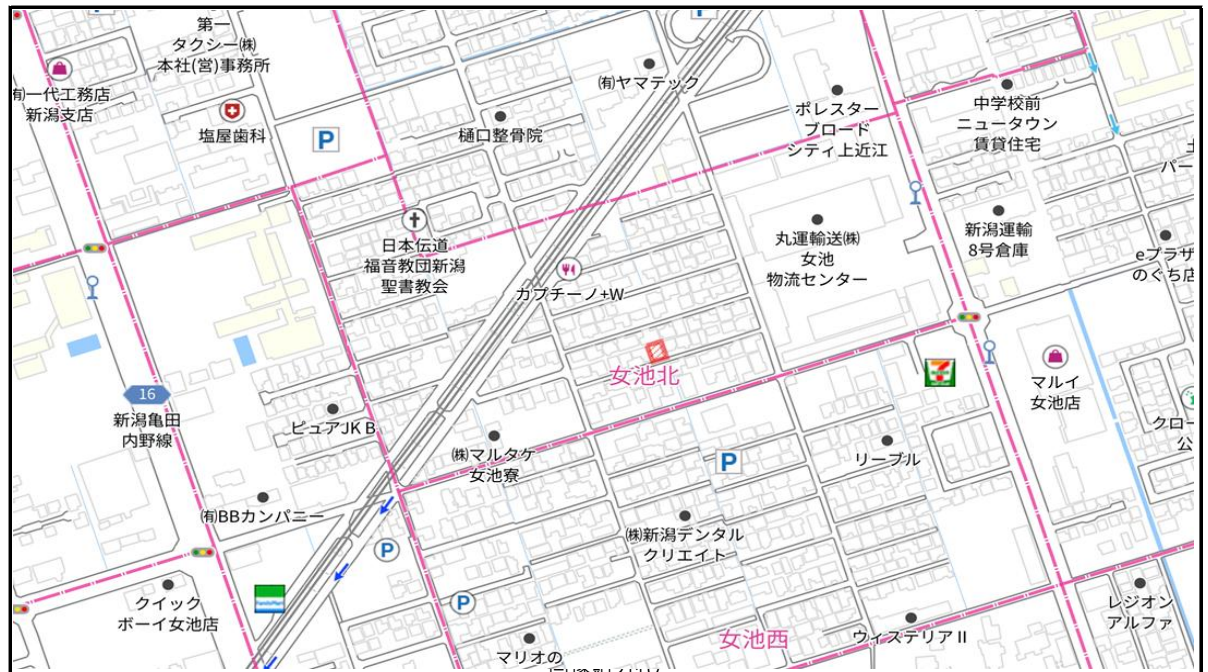 第一
タクシー㈱
本社(営)事務所
有)一代工務店
新潟支店
塩屋歯科
P
樋口整骨院
㈲ヤマテック
ポレスター
ブロード
シティ上近江
中学校前
ニュータウン
賃貸住宅
日本伝道
福音教団新潟
聖書教会
カプチーノ+W
丸運輸送㈱
女池
物流センター
新潟運輸
8号倉庫
eプラザ
のぐち店
女池北
16
新潟亀田
内野線
ピュアJK B
㈱マルタケ
女池寮
マルイ
女池店
リーブル
P
㈲BBカンパニー
㈱新潟デンタル
クリエイト
P
P
FamilyMart
クイック
ボーイ女池店
マリオの
女池西
ウィステリアⅡ
レジオン
アルファ